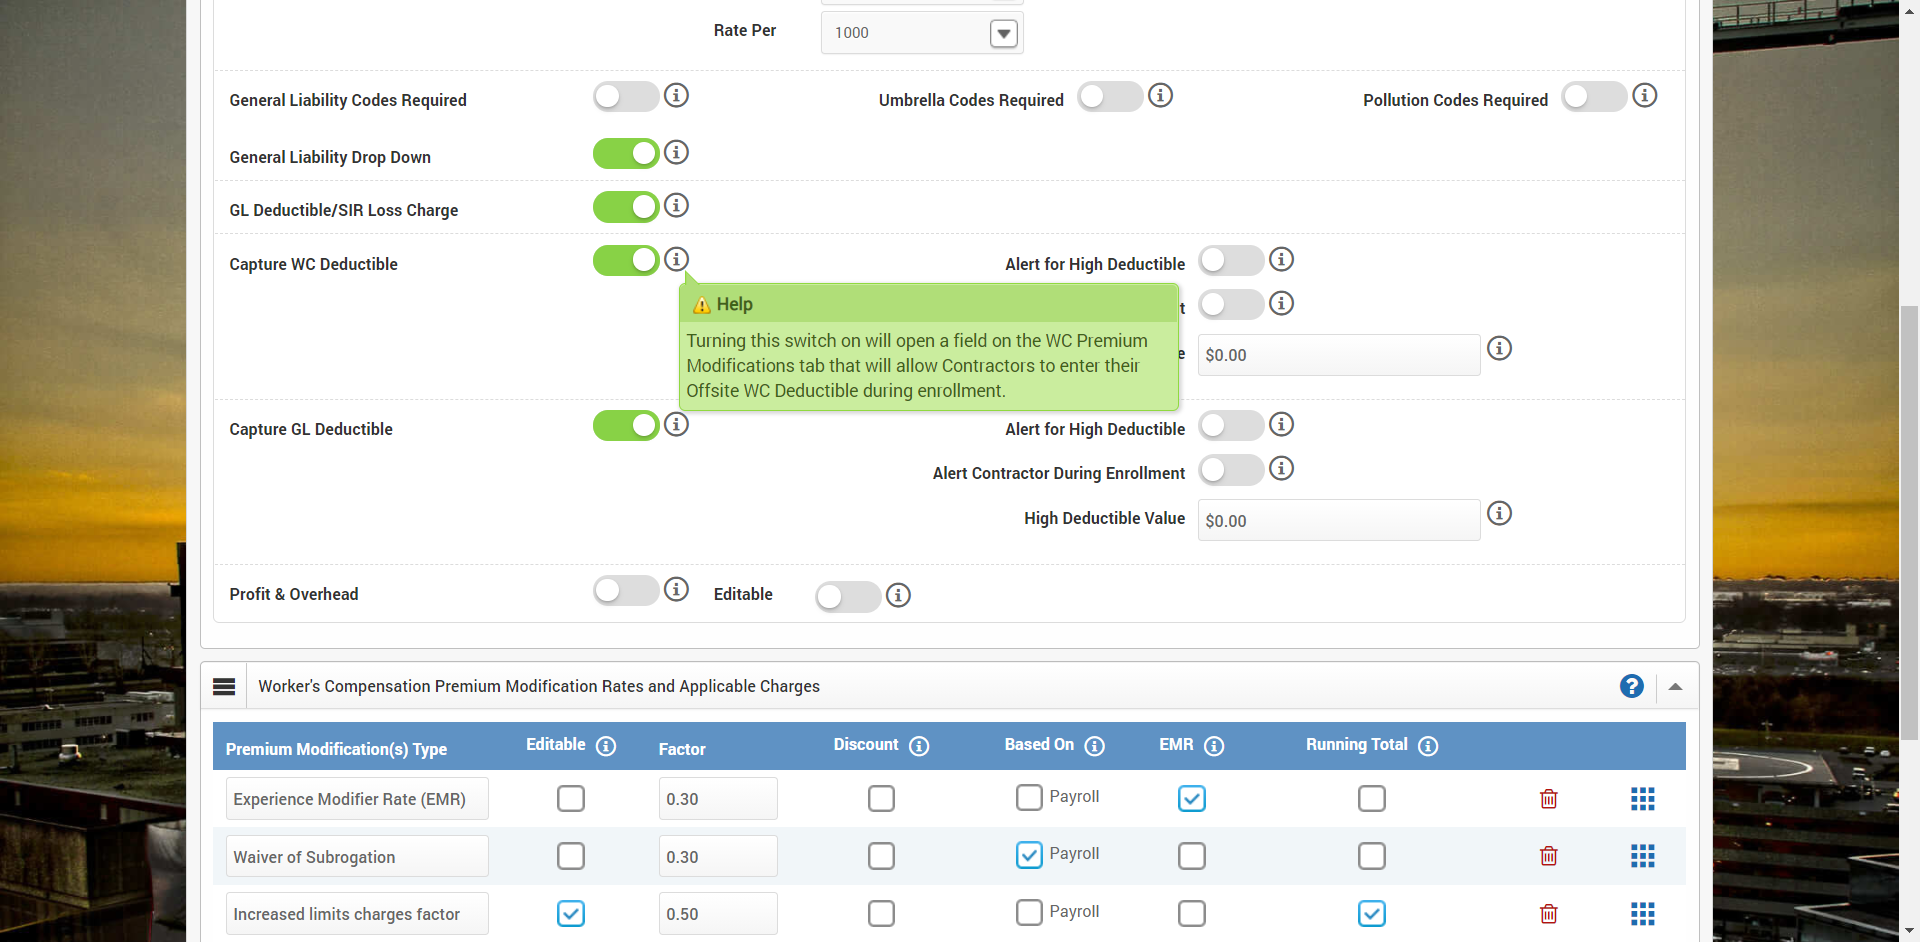 Rate Per
1000
General Liability Codes Required
Umbrella Codes Required
Pollution Codes Required
General Liability Drop Down
GL Deductible/SIR Loss Charge
Capture WC Deductible
Alert for High Deductible
Help
t
Turning this switch on will open a field on the WC Premium
Modifications tab that will allow Contractors to enter their
Offsite WC Deductible during enrollment.
e
$0.00
Capture GL Deductible
Alert for High Deductible
Alert Contractor During Enrollment
High Deductible Value
$0.00
Profit & Overhead
Editable
Worker's Compensation Premium Modification Rates and Applicable Charges
Premium Modification(s) Type
Editable
Factor
Discount
Based On
EMR
Running Total
Experience Modifier Rate (EMR)
0.30
Payroll
Waiver of Subrogation
0.30
Payroll
Increased limits charges factor
0.50
Payroll